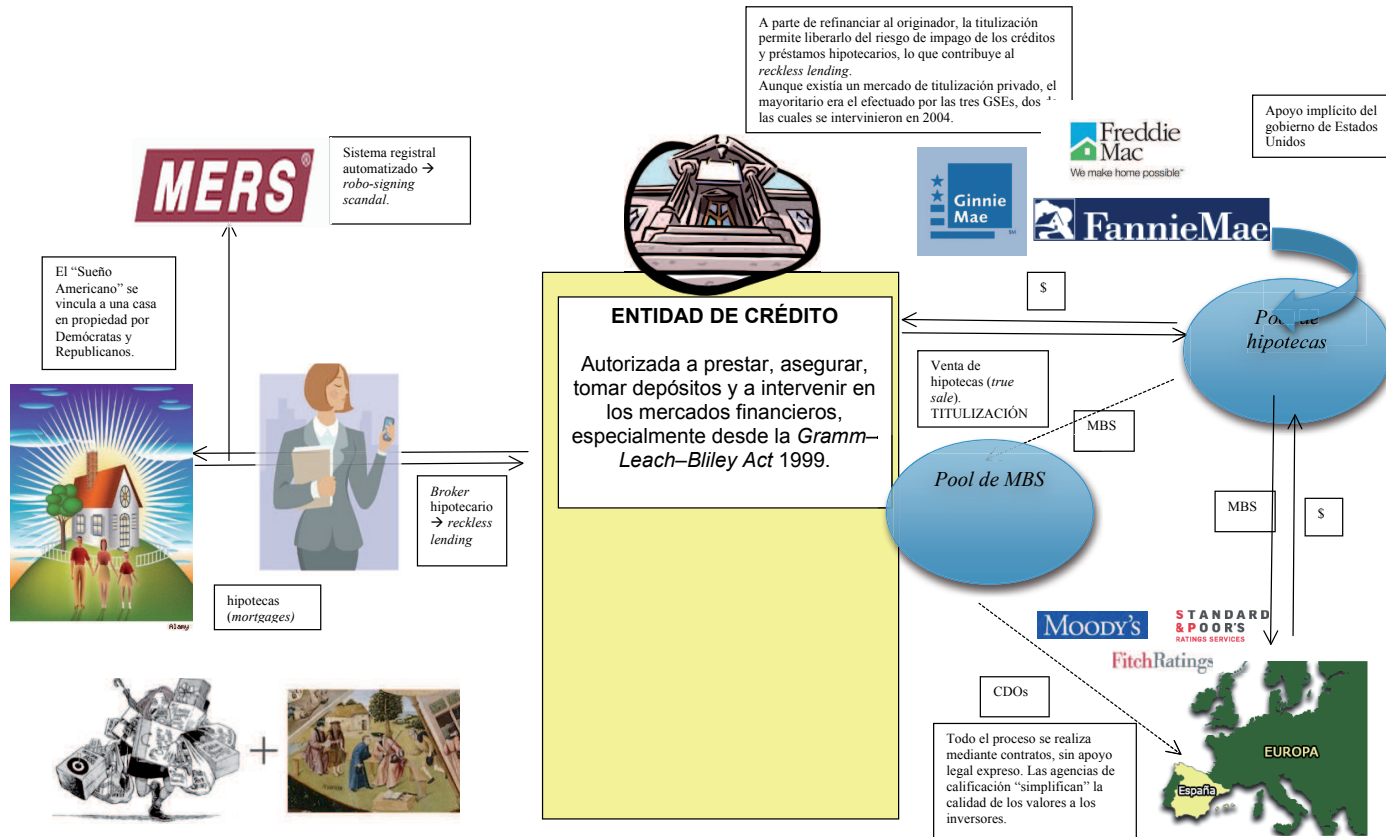 A parte de refinanciar al originador, la titulización
permite liberarlo del riesgo de impago de los créditos
y préstamos hipotecarios, lo que contribuye al
reckless lending.
Aunque existía un mercado de titulización privado, el
mayoritario era el efectuado por las tres GSEs, dos de
las cuales se intervinieron en 2004.
Apoyo implícito del
gobierno de Estados
Unidos
MERS®
Sistema registral
automatizado →
robo-signing
scandal.
Freddie
Mac
We make home possible
Ginnie
Mae
SM
FannieMae
El “Sueño
Americano” se
vincula a una casa
en propiedad por
Demócratas y
Republicanos.
ENTIDAD DE CRÉDITO
Autorizada a prestar, asegurar,
tomar depósitos y a intervenir en
los mercados financieros,
especialmente desde la Gramm–
Leach–Bliley Act 1999.
$
Pool de
hipotecas
Venta de
hipotecas (true
sale).
TITULIZACIÓN
MBS
Pool de MBS
Broker
hipotecario
→ reckless
lending
MBS
$
hipotecas
(mortgages)
Alamy
MOODY'S
STANDARD
& POOR'S
RATINGS SERVICES
FitchRatings
CDOs
Todo el proceso se realiza
mediante contratos, sin apoyo
legal expreso. Las agencias de
calificación “simplifican” la
calidad de los valores a los
inversores.
EUROPA
España
+